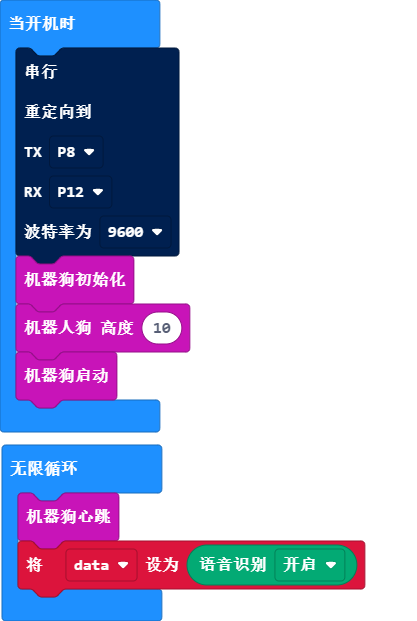 当开机时
串行
重定向到
TX P8
RX P12
波特率为 9600
机器狗初始化
机器人狗 高度 10
机器狗启动
无限循环
机器狗心跳
将 data 设为 语音识别 开启